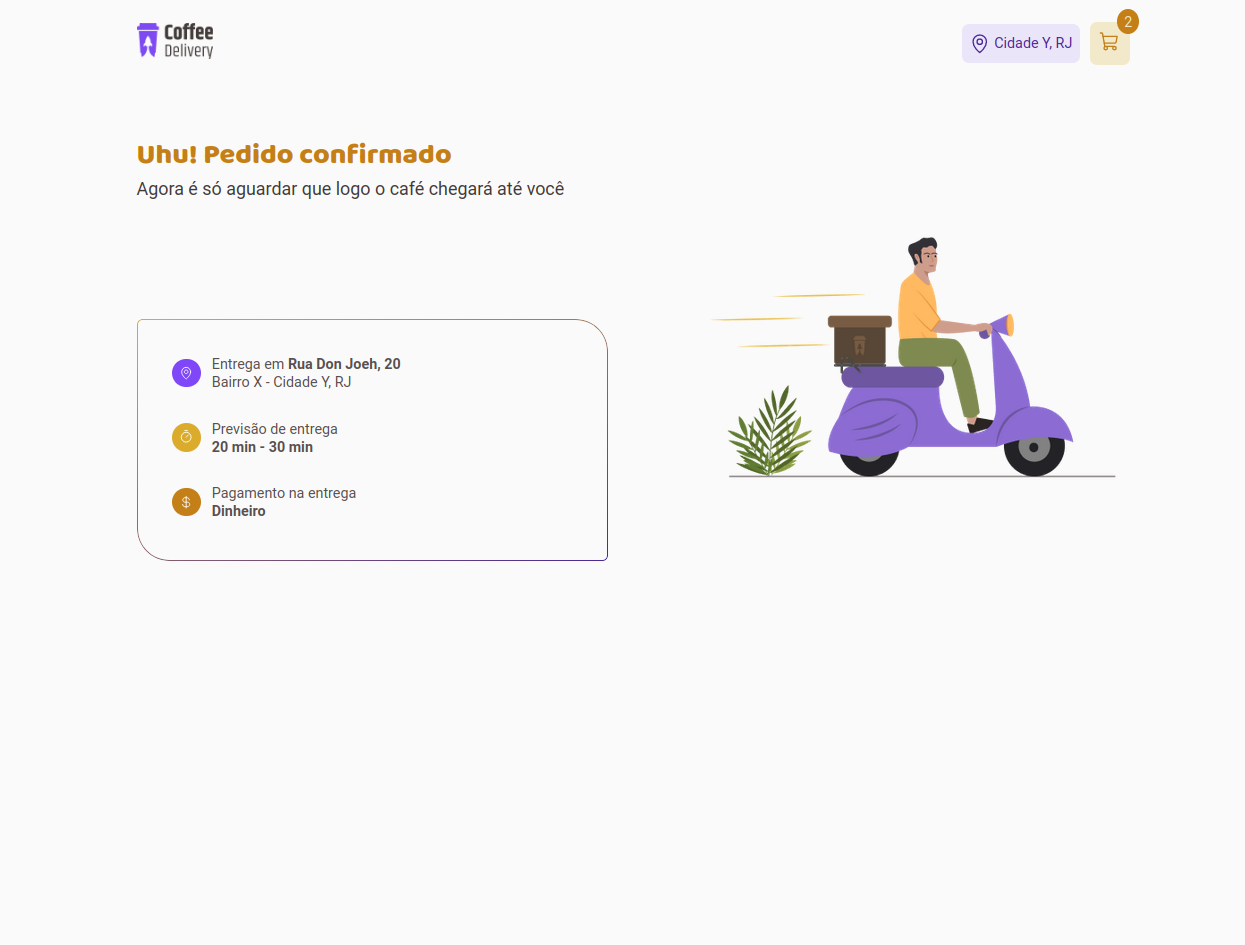 Coffee
Delivery
Cidade Y, RJ
2
Uhu! Pedido confirmado
Agora é só aguardar que logo o café chegará até você
Entrega em Rua Don Joeh, 20
Bairro X - Cidade Y, RJ
Previsão de entrega
20 min - 30 min
Pagamento na entrega
Dinheiro